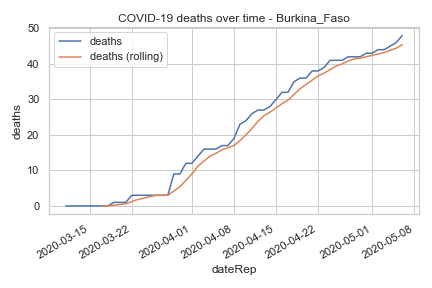 COVID-19 deaths over time - Burkina_Faso
deaths
deaths (rolling)
50
40
30
20
10
0
deaths
2020-03-15
2020-03-22
2020-04-01
2020-04-08
2020-04-15
2020-04-22
2020-05-01
2020-05-08
dateRep